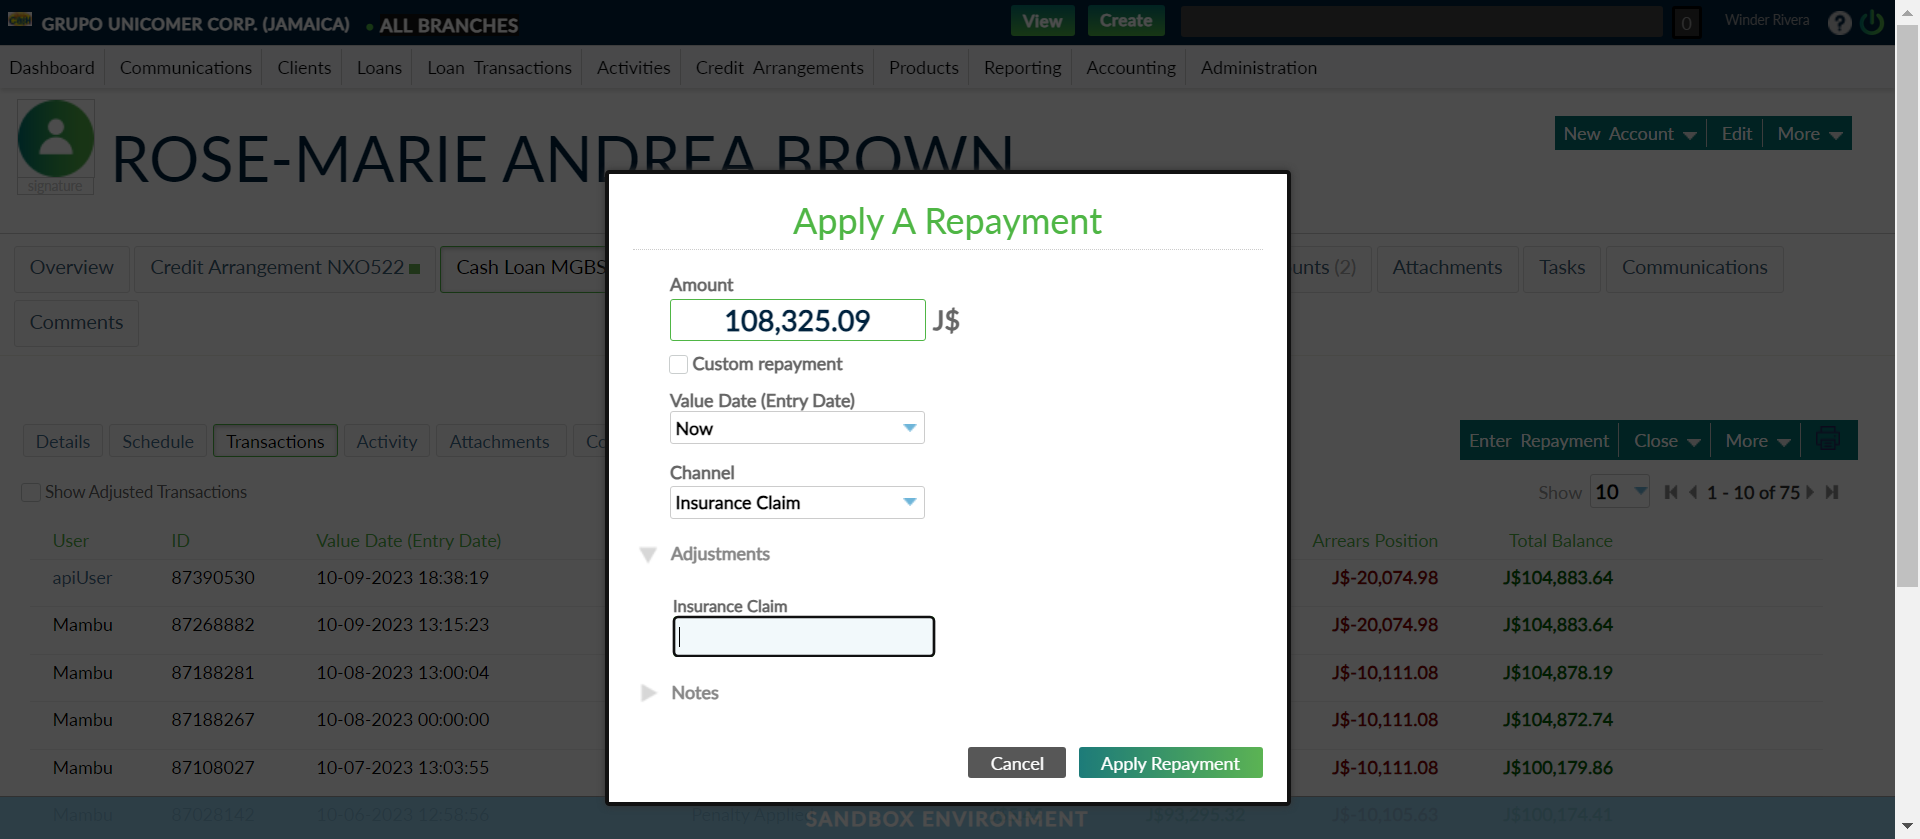 GRUPO UNICOMER CORP. (JAMAICA) • ALL BRANCHES View Create 0 Winder Rivera ?
Dashboard Communications Clients Loans Loan Transactions Activities Credit Arrangements Products Reporting Accounting Administration
signature
ROSE-MARIE ANDREA BROWN
New Account Edit More
Overview Credit Arrangement NXO522 Cash Loan MGBS unts (2) Attachments Tasks Communications
Comments
Apply A Repayment
Amount
108,325.09 J$
Custom repayment
Value Date (Entry Date)
Now
Channel
Insurance Claim
Adjustments
Insurance Claim
Notes
Cancel Apply Repayment
Details Schedule Transactions Activity Attachments Co
Enter Repayment Close More
Show Adjusted Transactions
Show 10 1 - 10 of 75
User ID Value Date (Entry Date) Arrears Position Total Balance
apiUser 87390530 10-09-2023 18:38:19 J$-20,074.98 J$104,883.64
Mambu 87268882 10-09-2023 13:15:23 J$-20,074.98 J$104,883.64
Mambu 87188281 10-08-2023 13:00:04 J$-10,111.08 J$104,878.19
Mambu 87188267 10-08-2023 00:00:00 J$-10,111.08 J$104,872.74
Mambu 87108027 10-07-2023 13:03:55 J$-10,111.08 J$100,179.86
Mambu 87028142 10-06-2023 12:58:56 Penalty Applie J$93,295.32 J$-10,105.63 J$100,174.41
SANDBOX ENVIRONMENT